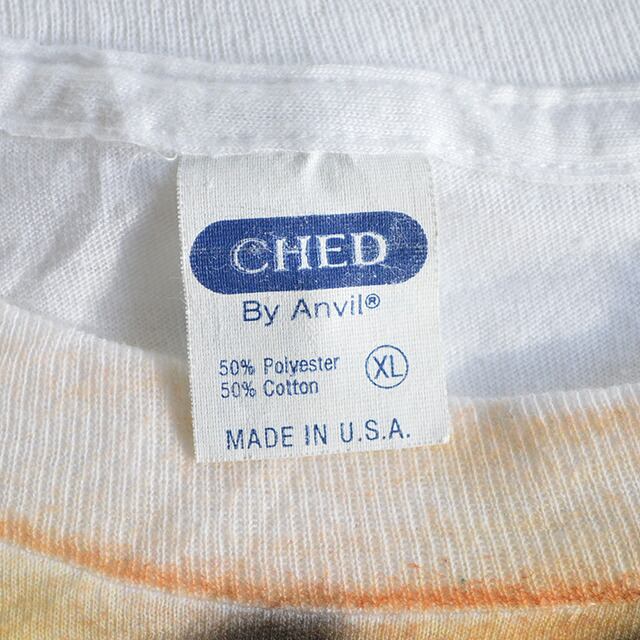 CHED
By Anvil®
50% Polyester
50% Cotton
XL
MADE IN U.S.A.